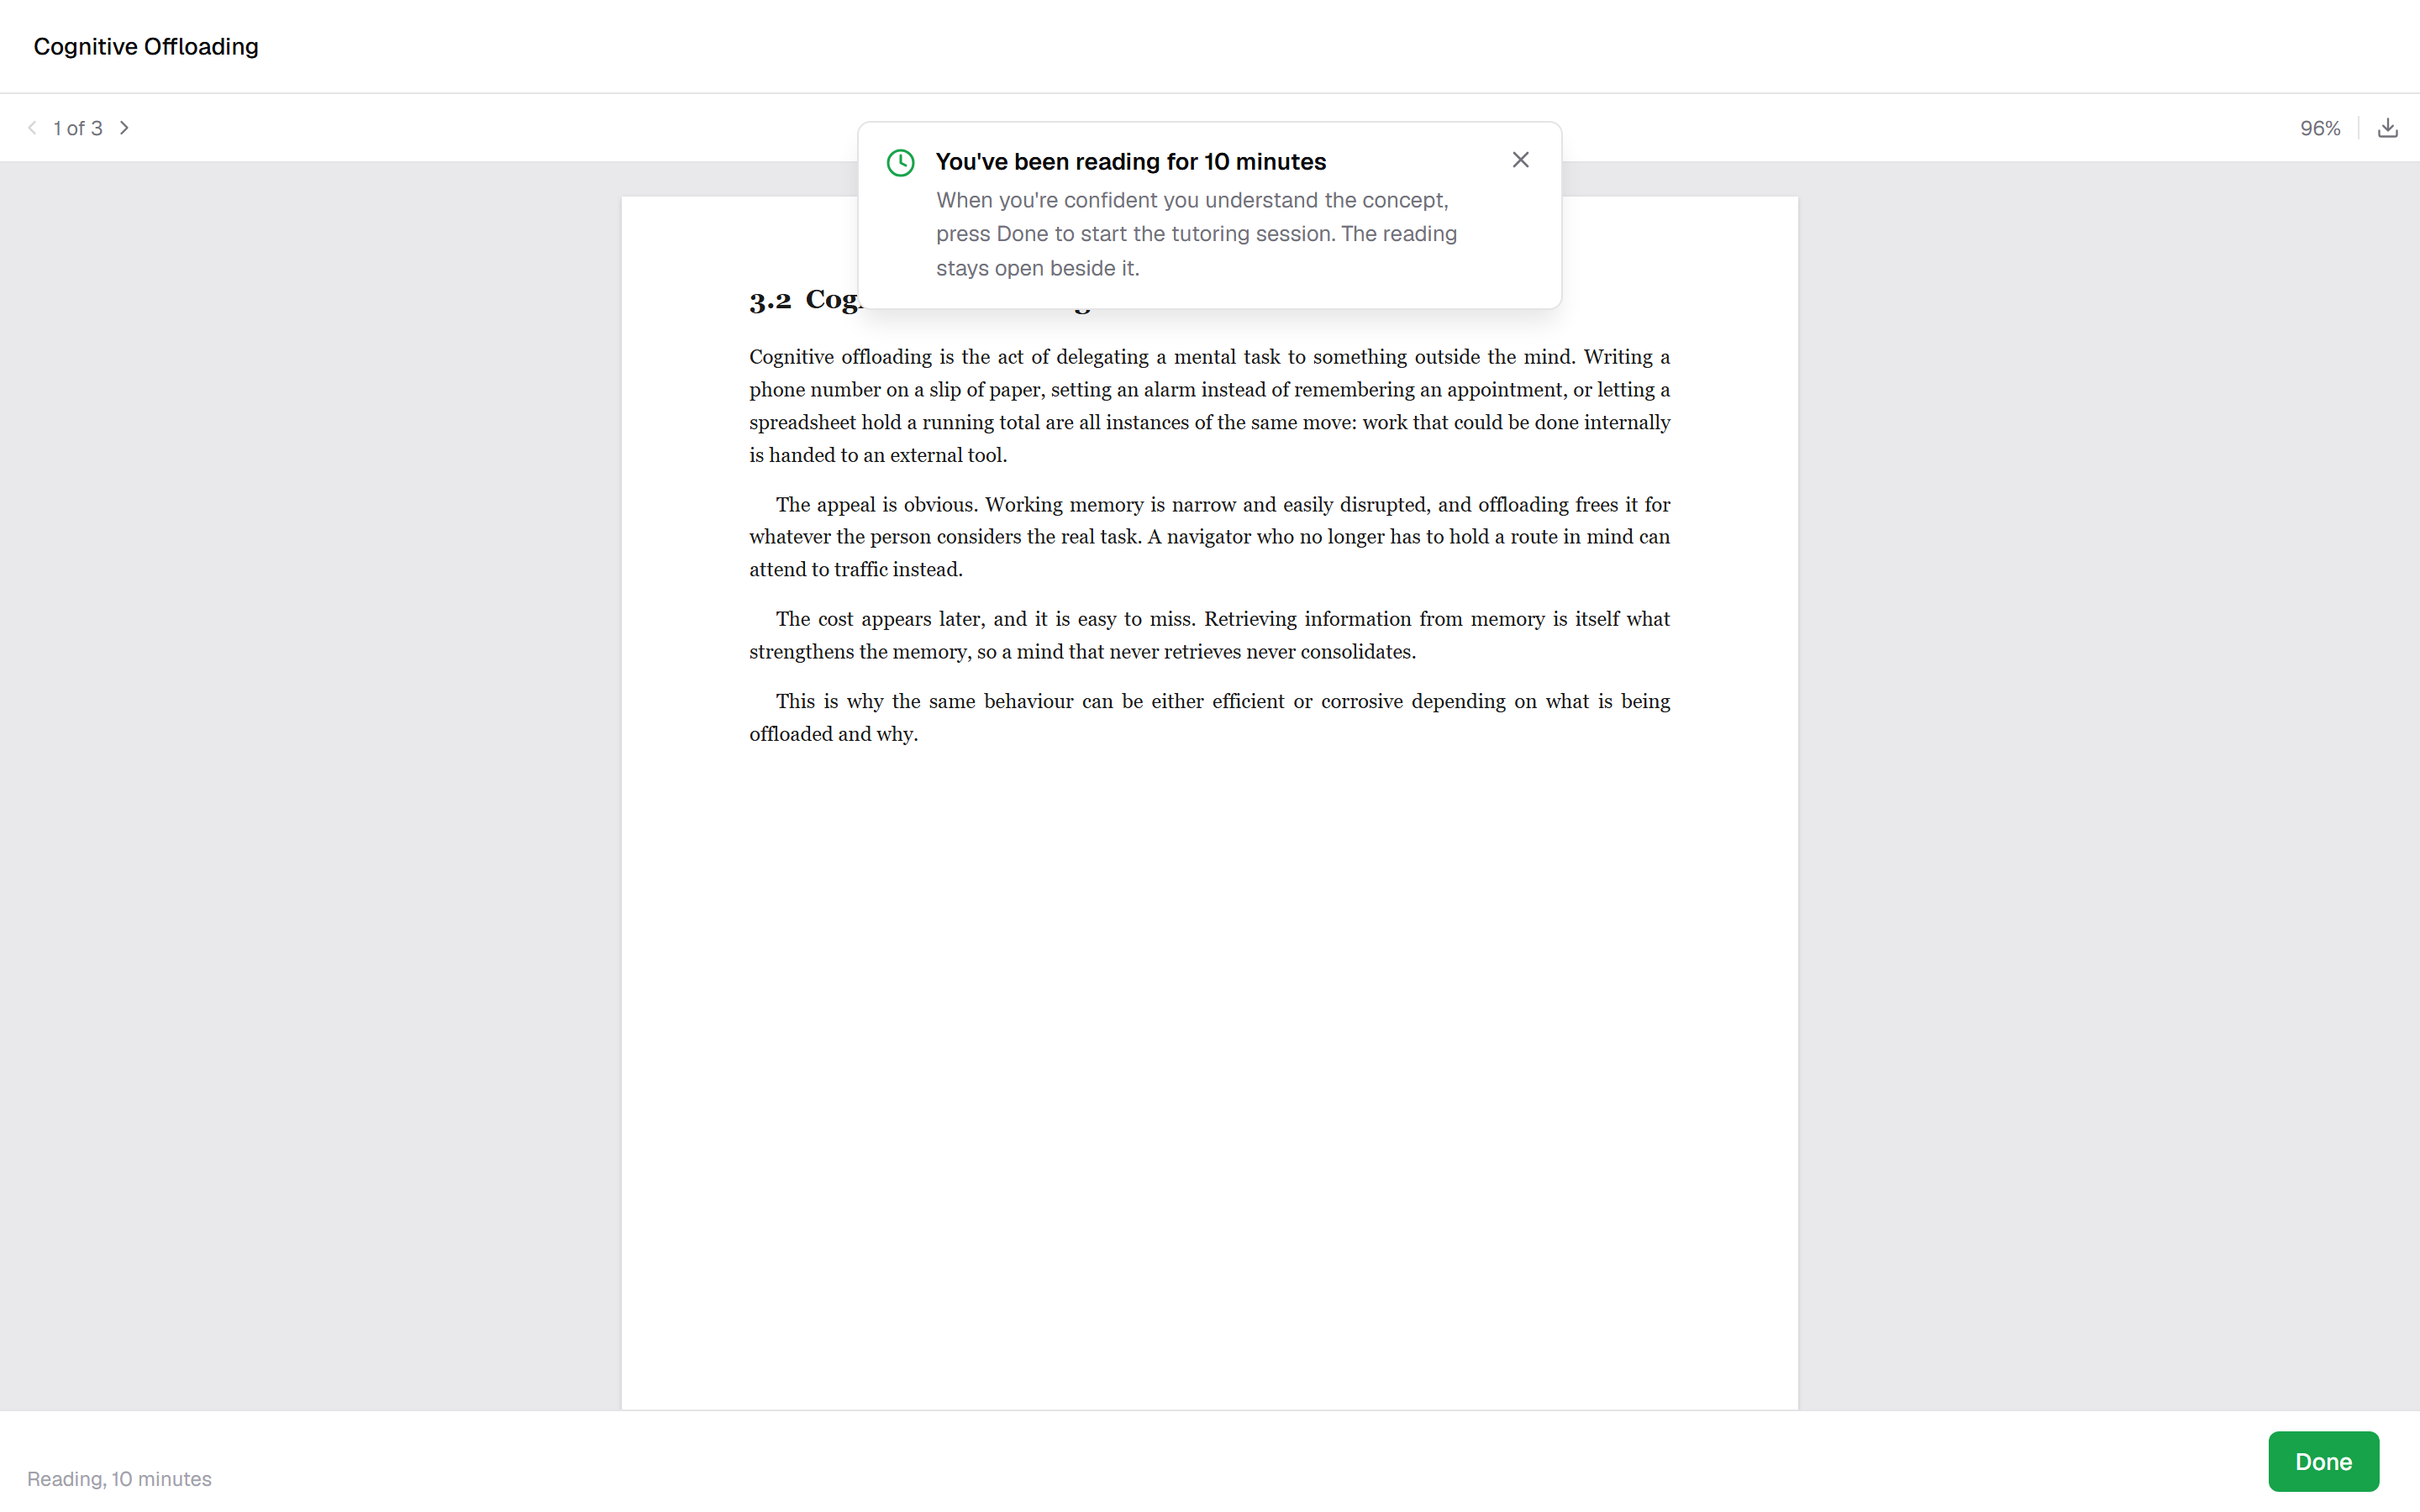 Cognitive Offloading
1 of 3
96%
You've been reading for 10 minutes
When you're confident you understand the concept,
press Done to start the tutoring session. The reading
stays open beside it.
3.2
Cognitive offloading is the act of delegating a mental task to something outside the mind. Writing a
phone number on a slip of paper, setting an alarm instead of remembering an appointment, or letting a
spreadsheet hold a running total are all instances of the same move: work that could be done internally
is handed to an external tool.
The appeal is obvious. Working memory is narrow and easily disrupted, and offloading frees it for
whatever the person considers the real task. A navigator who no longer has to hold a route in mind can
attend to traffic instead.
The cost appears later, and it is easy to miss. Retrieving information from memory is itself what
strengthens the memory, so a mind that never retrieves never consolidates.
This is why the same behaviour can be either efficient or corrosive depending on what is being
offloaded and why.
Reading, 10 minutes
Done